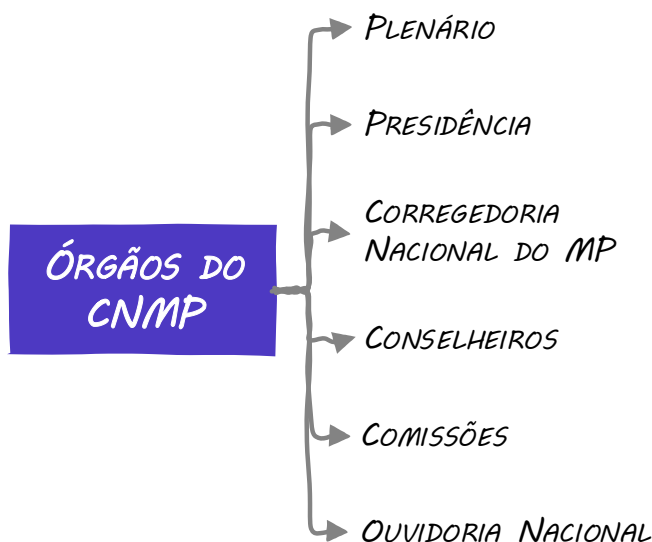 Órgãos do
CNMP
Plenário
Presidência
Corregedoria
Nacional do MP
Conselheiros
Comissões
Ouvidoria Nacional